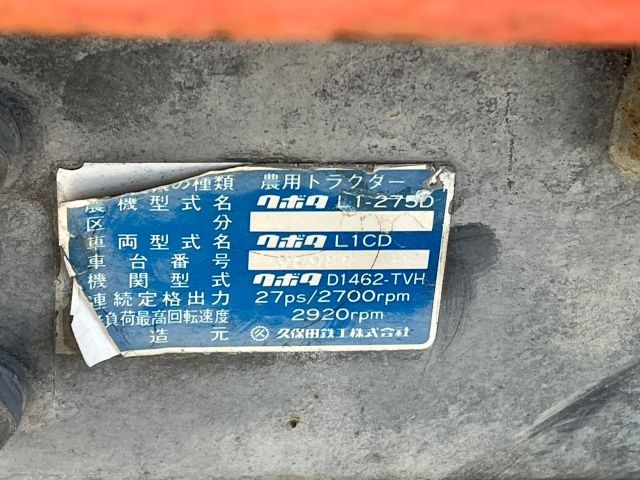 の種類 農用トラクター
農機型式名 クボタ L1-275D
区分
車両型式名 クボタ L1CD
車台番号
機関型式 クボタ D1462-TVH
連続定格出力 27ps/2700rpm
負荷最高回転速度 2920rpm
造元 久保田鉄工株式会社